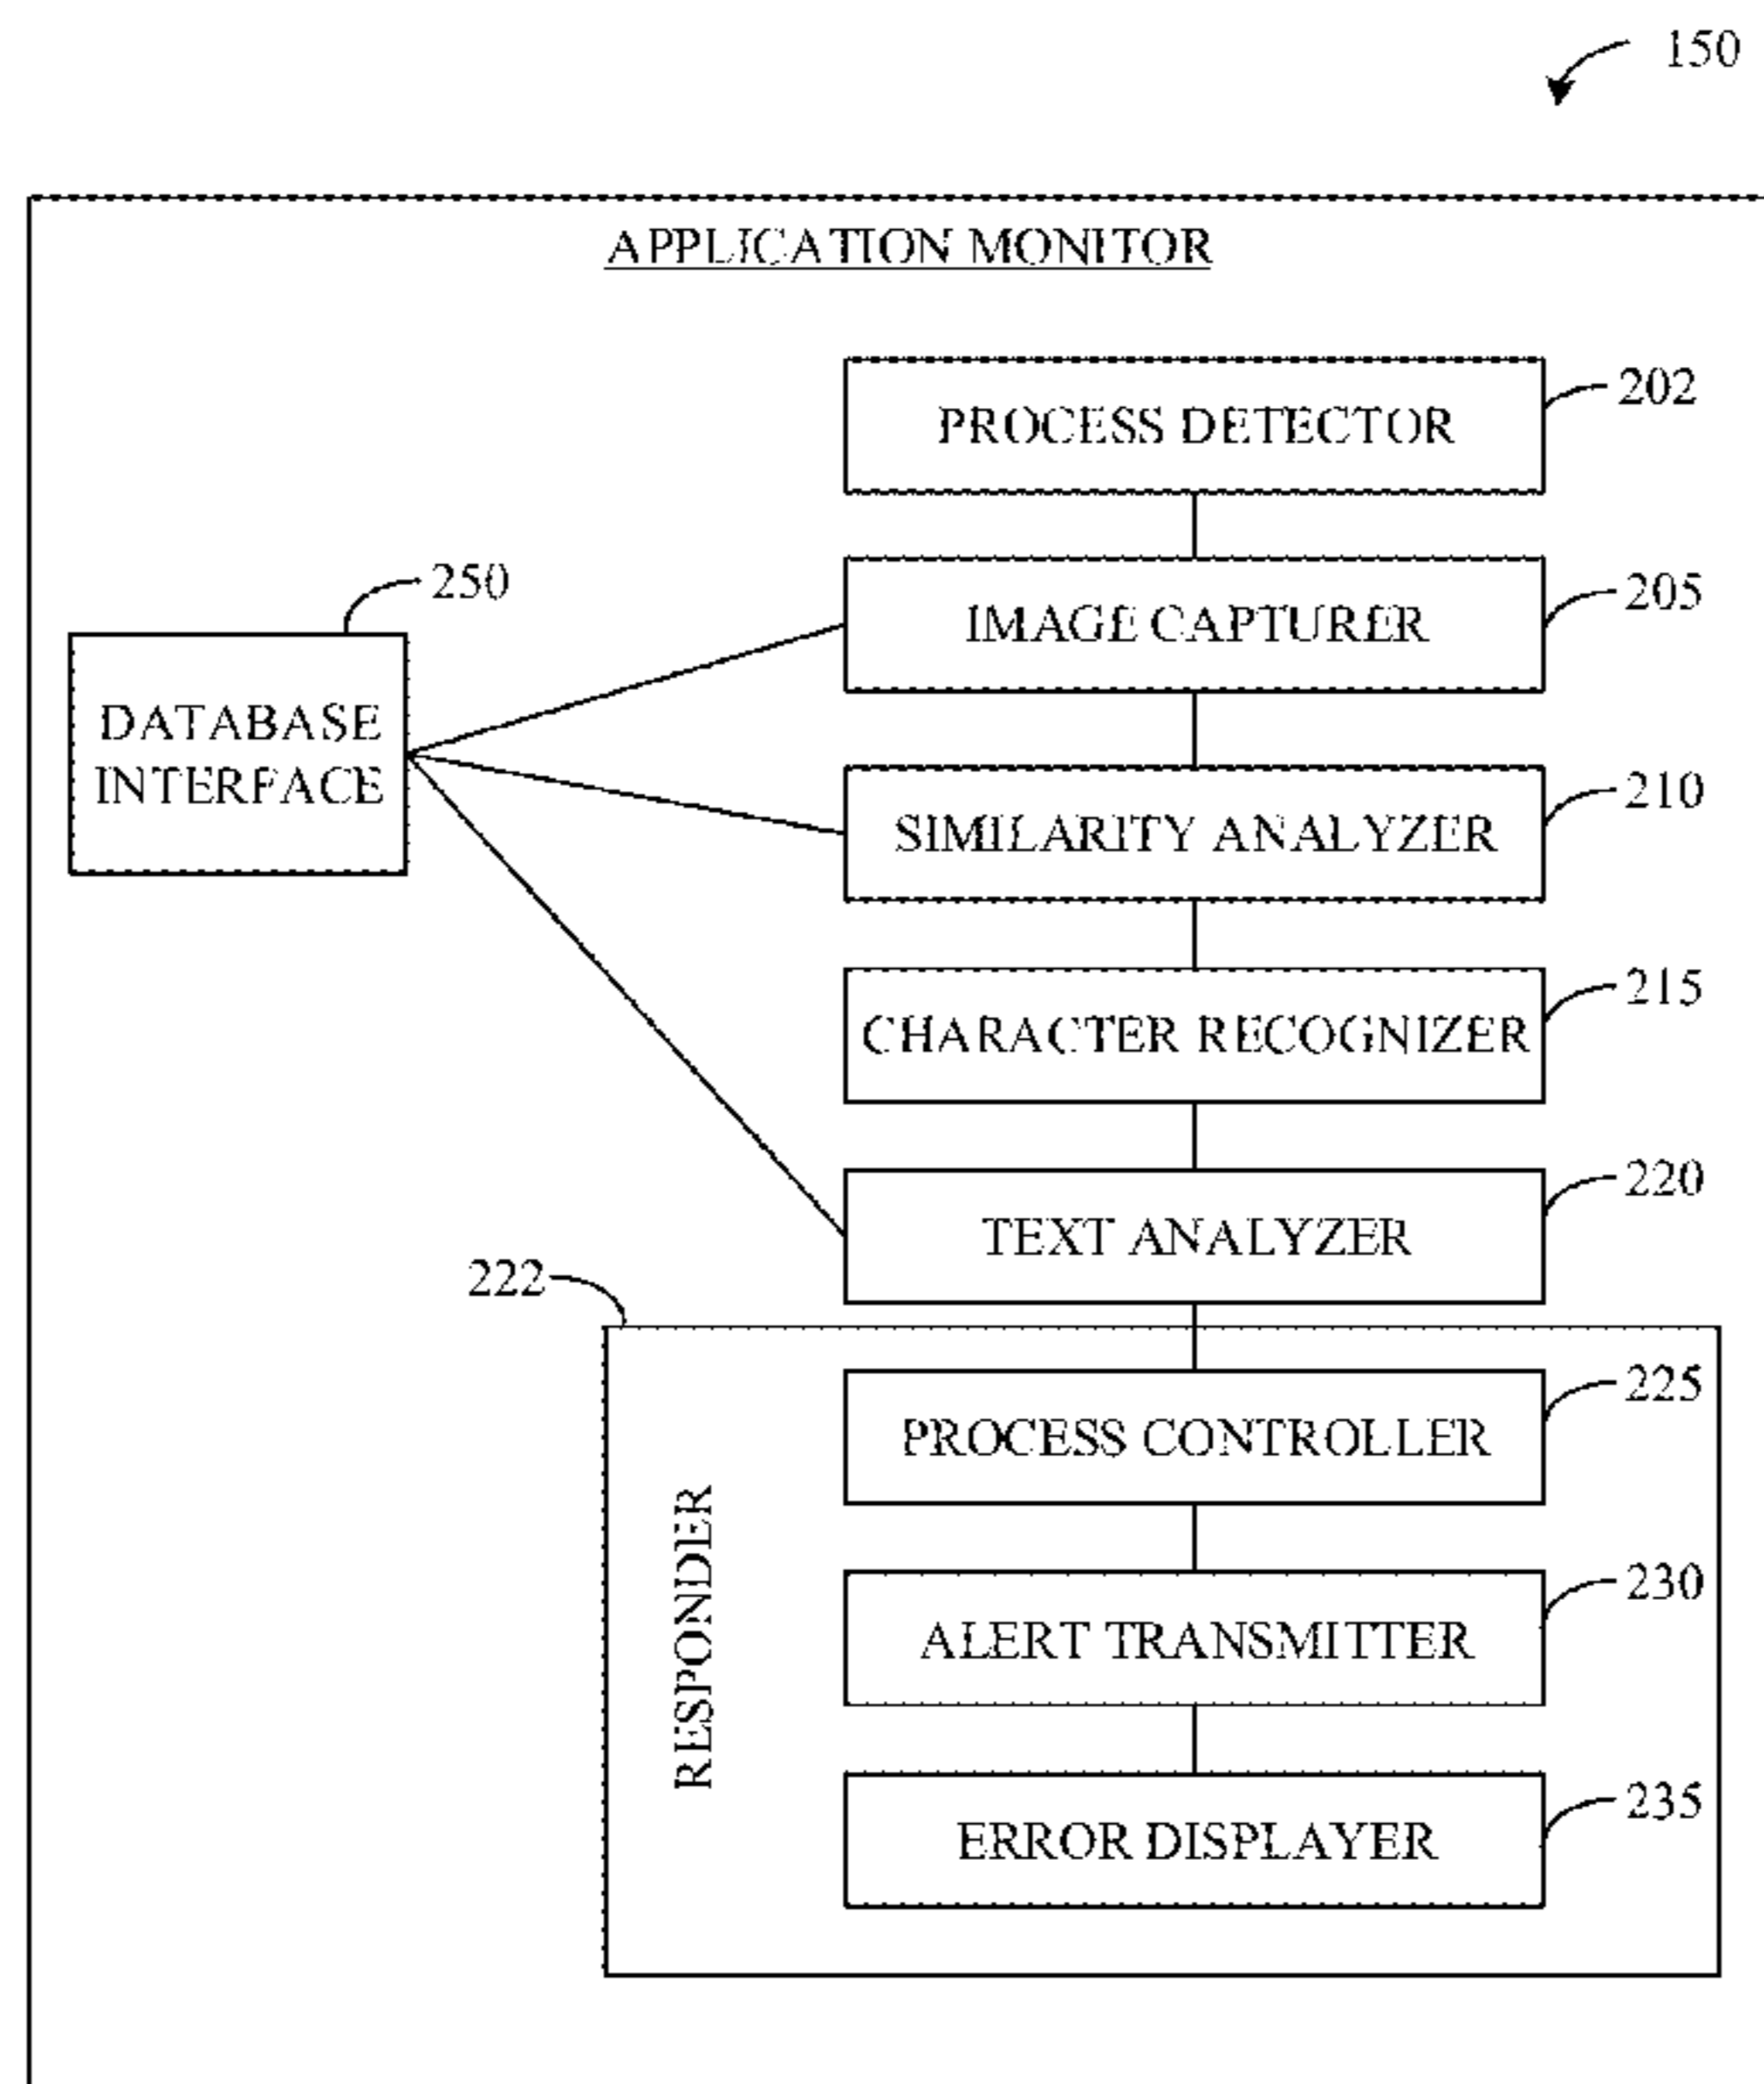 150
APPLICATION MONITOR
PROCESS DETECTOR
202
IMAGE CAPTURER
205
250
DATABASE
INTERFACE
SIMILARITY ANALYZER
210
CHARACTER RECOGNIZER
215
TEXT ANALYZER
220
222
RESPONDER
PROCESS CONTROLLER
225
ALERT TRANSMITTER
230
ERROR DISPLAYER
235